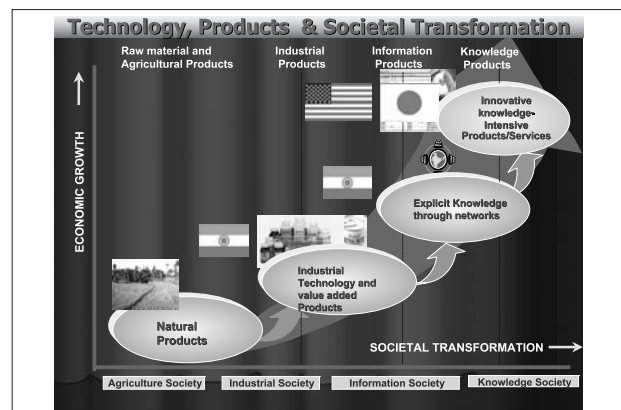 Technology, Products & Societal Transformation
Raw material and
Agricultural Products
Industrial
Products
Information
Products
Knowledge
Products
ECONOMIC GROWTH
Innovative
knowledge-
Intensive
Products/Services
Explicit Knowledge
through networks
Industrial
Technology and
value added
Products
Natural
Products
SOCIETAL TRANSFORMATION
Agriculture Society
Industrial Society
Information Society
Knowledge Society